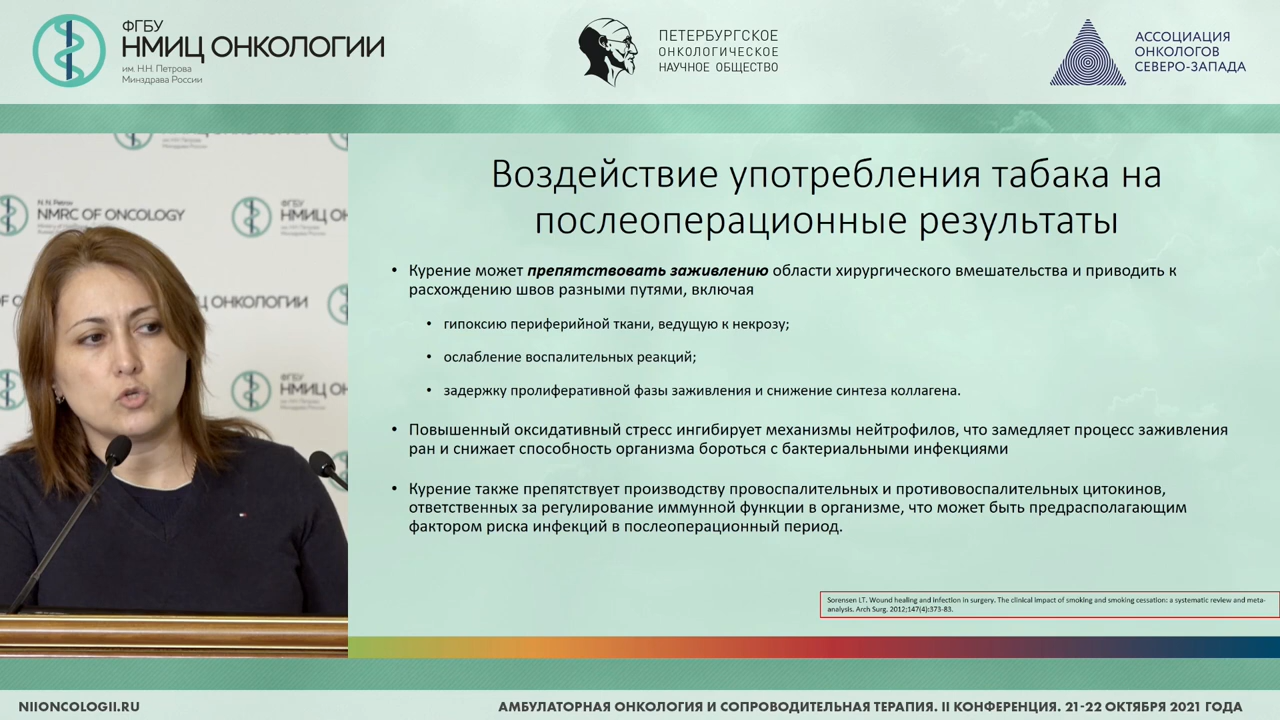 ФГБУ
НМИЦ ОНКОЛОГИИ
им. Н.Н. Петрова
Минздрава России
ПЕТЕРБУРГСКОЕ
ОНКОЛОГИЧЕСКОЕ
НАУЧНОЕ ОБЩЕСТВО
АССОЦИАЦИЯ
ОНКОЛОГОВ
СЕВЕРО-ЗАПАДА
N.N. Petrov
NMRC OF ONCOLOGY
ФГБУ
НМИЦ ОН
Ц ОНКОЛОГИИ
ФГБУ
НМИЦ ОН
Воздействие употребления табака на
послеоперационные результаты
• Курение может препятствовать заживлению области хирургического вмешательства и приводить к
расхождению швов разными путями, включая
• гипоксию периферийной ткани, ведущую к некрозу;
• ослабление воспалительных реакций;
• задержку пролиферативной фазы заживления и снижение синтеза коллагена.
• Повышенный оксидативный стресс ингибирует механизмы нейтрофилов, что замедляет процесс заживления
ран и снижает способность организма бороться с бактериальными инфекциями
• Курение также препятствует производству провоспалительных и противовоспалительных цитокинов,
ответственных за регулирование иммунной функции в организме, что может быть предрасполагающим
фактором риска инфекций в послеоперационный период.
Sorensen LT. Wound healing and infection in surgery. The clinical impact of smoking and smoking cessation: a systematic review and meta-
analysis. Arch Surg. 2012;147(4):373-83.
NIIONCOLOGII.RU
АМБУЛАТОРНАЯ ОНКОЛОГИЯ И СОПРОВОДИТЕЛЬНАЯ ТЕРАПИЯ. II КОНФЕРЕНЦИЯ. 21-22 ОКТЯБРЯ 2021 ГОДА